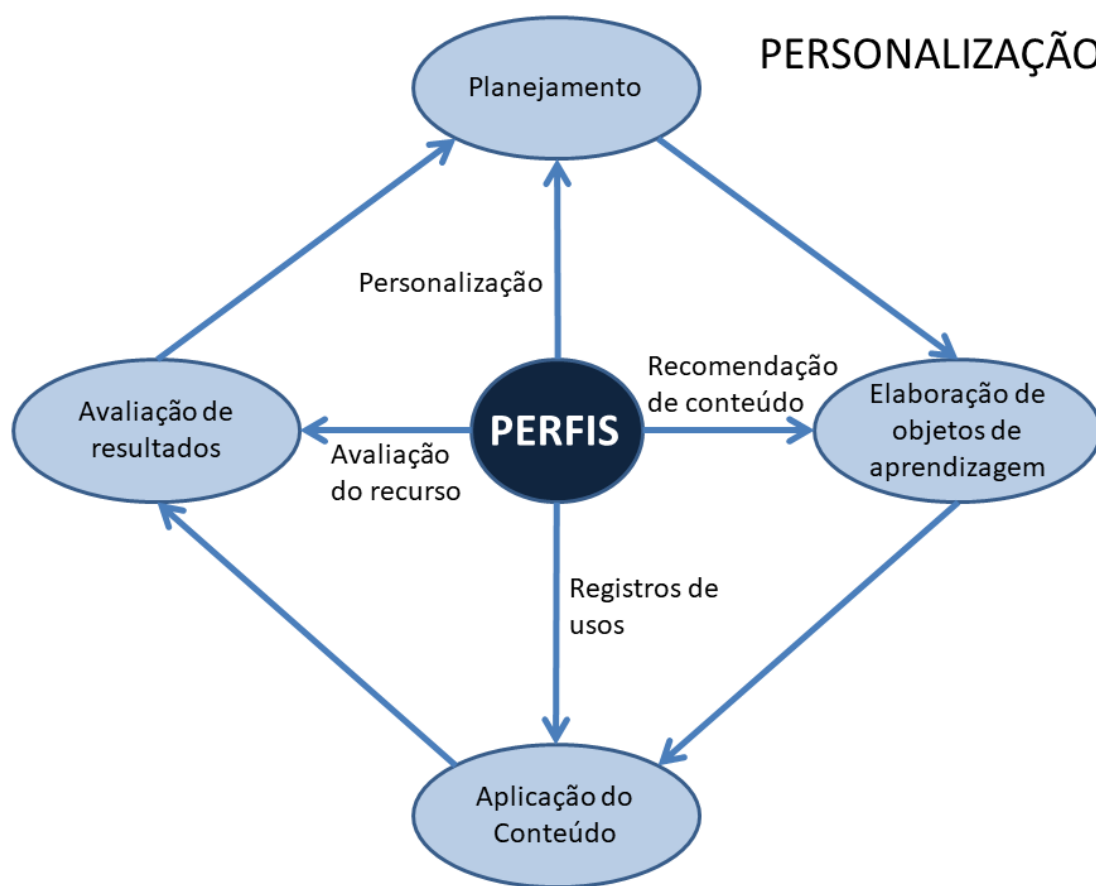 PERSONALIZAÇÃO
Planejamento
Personalização
Recomendação
de conteúdo
Avaliação de
resultados
PERFIS
Elaboração de
objetos de
aprendizagem
Avaliação
do recurso
Registros de
usos
Aplicação do
Conteúdo